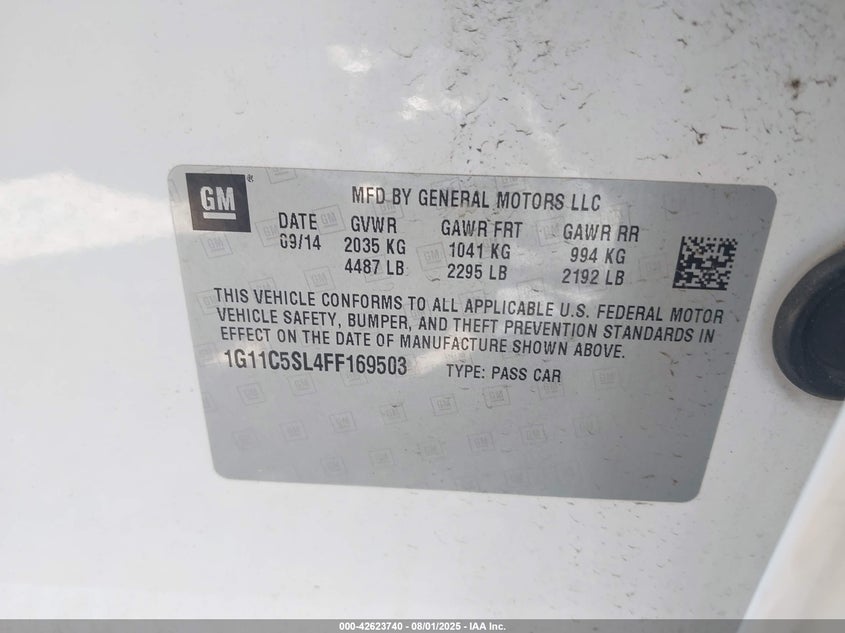 GM ®
MFD BY GENERAL MOTORS LLC
DATE GVWR GAWR FRT GAWR RR
09/14 2035 KG 1041 KG 994 KG
4487 LB 2295 LB 2192 LB
THIS VEHICLE CONFORMS TO ALL APPLICABLE U.S. FEDERAL MOTOR
VEHICLE SAFETY, BUMPER, AND THEFT PREVENTION STANDARDS IN
EFFECT ON THE DATE OF MANUFACTURE SHOWN ABOVE.
1G11C5SL4FF169503 TYPE: PASS CAR
000-42623740 - 08/01/2025 - IAA Inc.